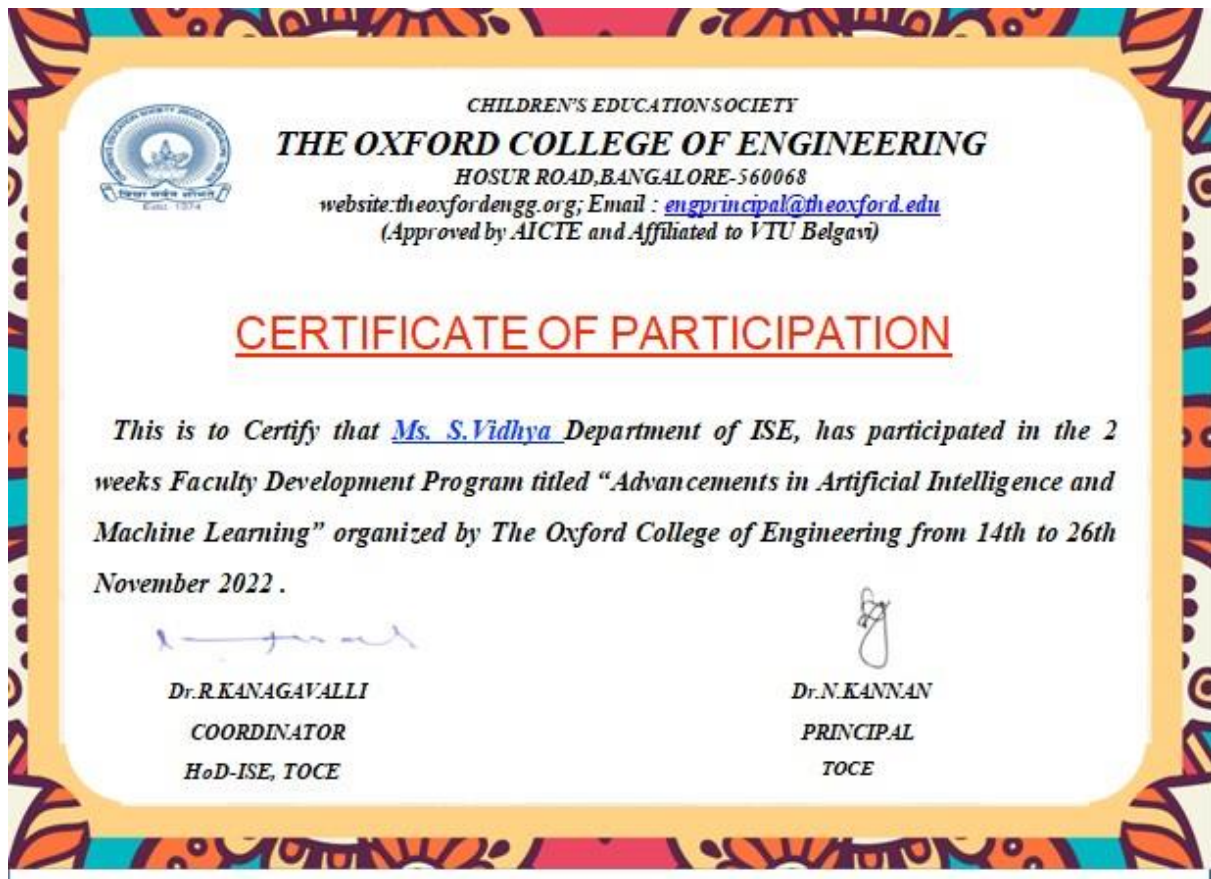 CHILDREN'S EDUCATION SOCIETY
THE OXFORD COLLEGE OF ENGINEERING
HOSUR ROAD,BANGALORE-560068
website:theoxfordengg.org; Email : engprincipal@theoxford.edu
(Approved by AICTE and Affiliated to VTU Belgavi)
Estd. 1974
CERTIFICATE OF PARTICIPATION
This is to Certify that Ms. S.Vidhya Department of ISE, has participated in the 2
weeks Faculty Development Program titled “Advancements in Artificial Intelligence and
Machine Learning” organized by The Oxford College of Engineering from 14th to 26th
November 2022 .
Dr.R.KANAGAVALLI
COORDINATOR
HoD-ISE, TOCE
Dr.N.KANNAN
PRINCIPAL
TOCE